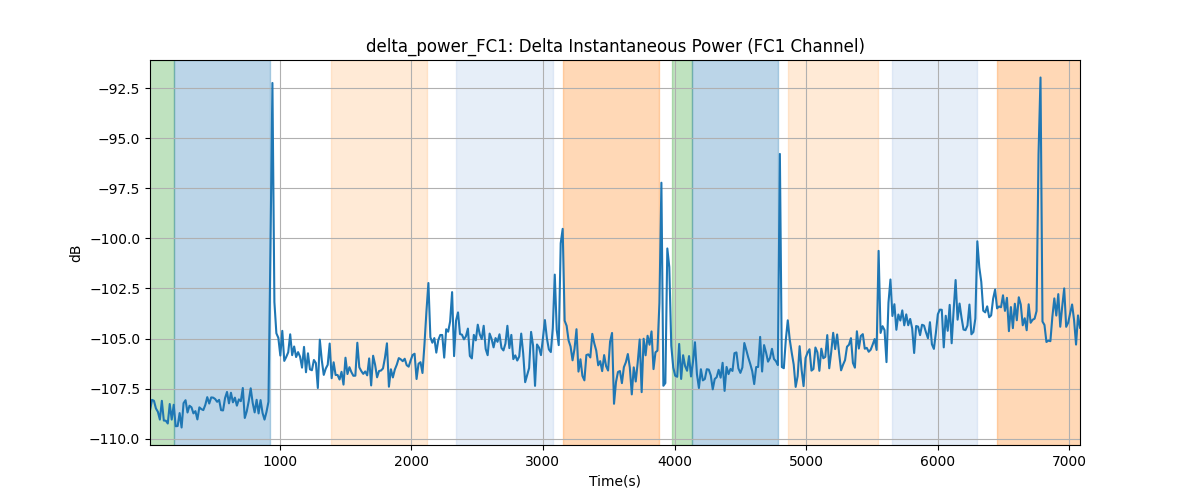 delta_power_FC1: Delta Instantaneous Power (FC1 Channel)
−92.5
−95.0
−97.5
−100.0
−102.5
−105.0
−107.5
−110.0
dB
1000 2000 3000 4000 5000 6000 7000
Time(s)